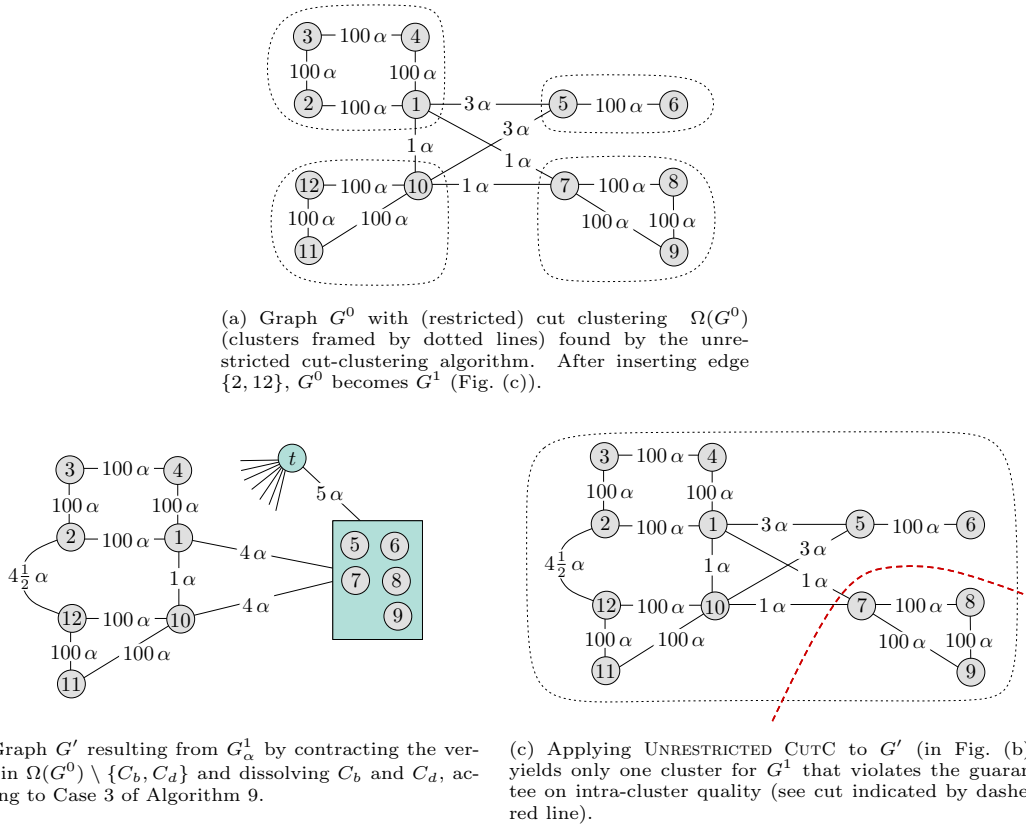 3 100 α 4
100 α 100 α
2 100 α 1 3 α 5 100 α 6
3 α
1 α 1 α
12 100 α 10 1 α 7 100 α 8
100 α 100 α 100 α 100 α
11 9
(a) Graph G⁰ with (restricted) cut clustering Ω(G⁰)
(clusters framed by dotted lines) found by the unre-
stricted cut-clustering algorithm. After inserting edge
{2, 12}, G⁰ becomes G¹ (Fig. (c)).
3 100 α 4 t
100 α 100 α 5 α
2 100 α 1 4 α 5 6
4½ α 1 α 7 8
12 100 α 10 4 α 9
100 α 100 α
11
Graph G′ resulting from G¹α by contracting the ver-
in Ω(G⁰) \ {C_b, C_d} and dissolving C_b and C_d, ac-
ng to Case 3 of Algorithm 9.
3 100 α 4
100 α 100 α
2 100 α 1 3 α 5 100 α 6
3 α
4½ α 1 α 1 α
12 100 α 10 1 α 7 100 α 8
100 α 100 α 100 α 100 α
11 9
(c) Applying UNRESTRICTED CUTC to G′ (in Fig. (b)
yields only one cluster for G¹ that violates the guaran
tee on intra-cluster quality (see cut indicated by dashe
red line).